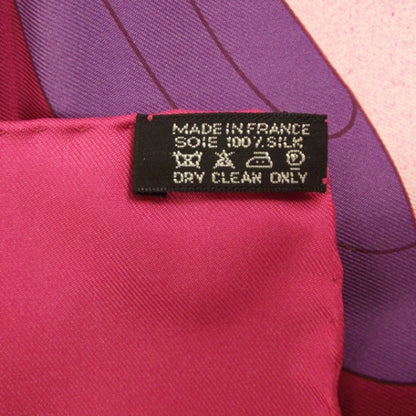 MADE IN FRANCE
SOIE 100% SILK
DRY CLEAN ONLY